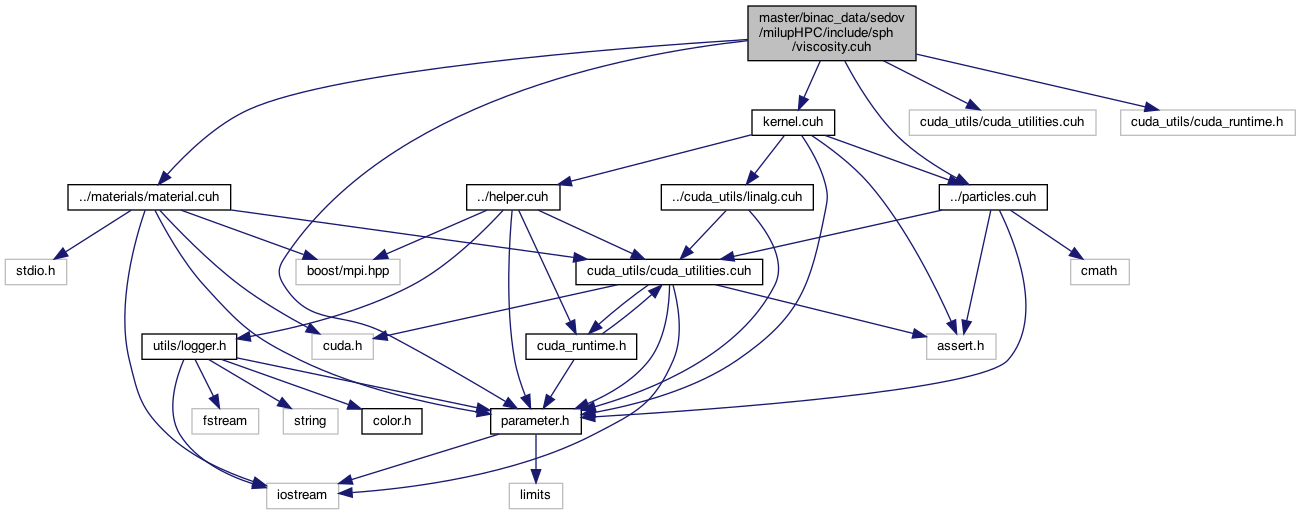 master/binac_data/sedov
/milupHPC/include/sph
/viscosity.cuh
kernel.cuh
cuda_utils/cuda_utilities.cuh
cuda_utils/cuda_runtime.h
../materials/material.cuh
../helper.cuh
../cuda_utils/linalg.cuh
../particles.cuh
stdio.h
boost/mpi.hpp
cuda_utils/cuda_utilities.cuh
cmath
utils/logger.h
cuda.h
cuda_runtime.h
assert.h
fstream
string
color.h
parameter.h
iostream
limits